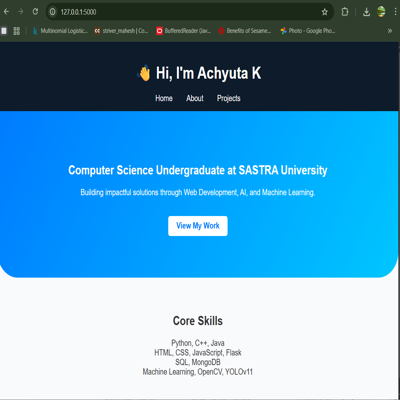 127.0.0.1:5000
Multinomial Logistic... striver_mahesh | Co... BufferedReader (Jav... Benefits of Sesame... Photo - Google Pho...
👋 Hi, I'm Achyuta K
Home About Projects
Computer Science Undergraduate at SASTRA University
Building impactful solutions through Web Development, AI, and Machine Learning.
View My Work
Core Skills
Python, C++, Java
HTML, CSS, JavaScript, Flask
SQL, MongoDB
Machine Learning, OpenCV, YOLOv11